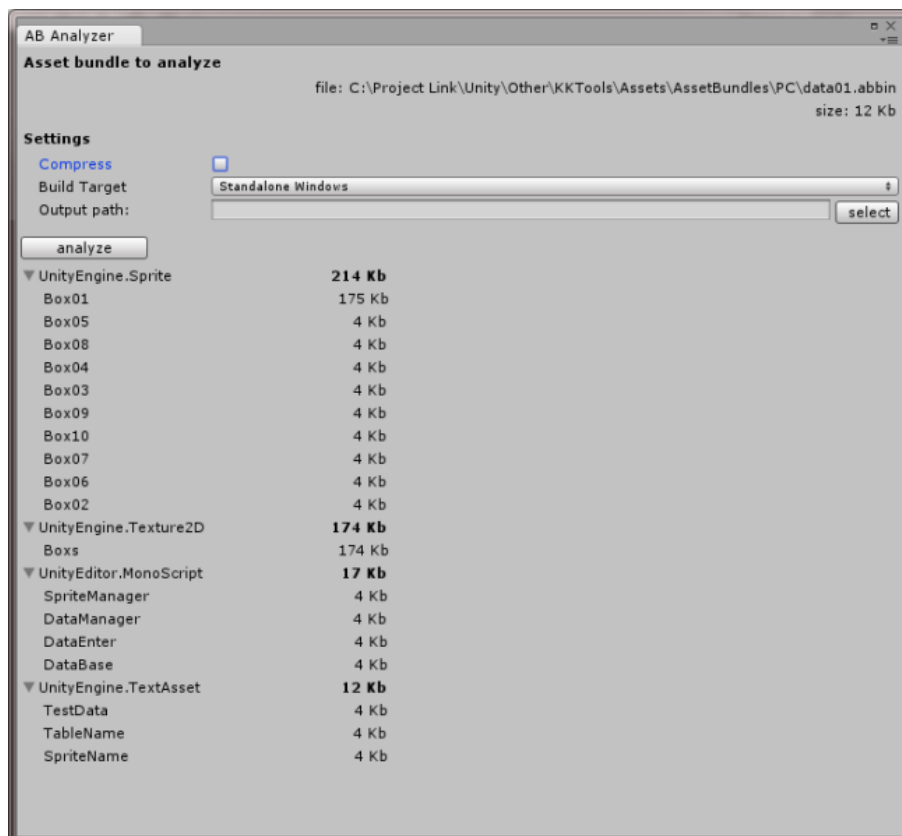 AB Analyzer
Asset bundle to analyze
file: C:\Project Link\Unity\Other\KKTools\Assets\AssetBundles\PC\data01.abbin
size: 12 Kb
Settings
Compress
Build Target Standalone Windows
Output path: select
analyze
UnityEngine.Sprite 214 Kb
Box01 175 Kb
Box05 4 Kb
Box08 4 Kb
Box04 4 Kb
Box03 4 Kb
Box09 4 Kb
Box10 4 Kb
Box07 4 Kb
Box06 4 Kb
Box02 4 Kb
UnityEngine.Texture2D 174 Kb
Boxs 174 Kb
UnityEditor.MonoScript 17 Kb
SpriteManager 4 Kb
DataManager 4 Kb
DataEnter 4 Kb
DataBase 4 Kb
UnityEngine.TextAsset 12 Kb
TestData 4 Kb
TableName 4 Kb
SpriteName 4 Kb